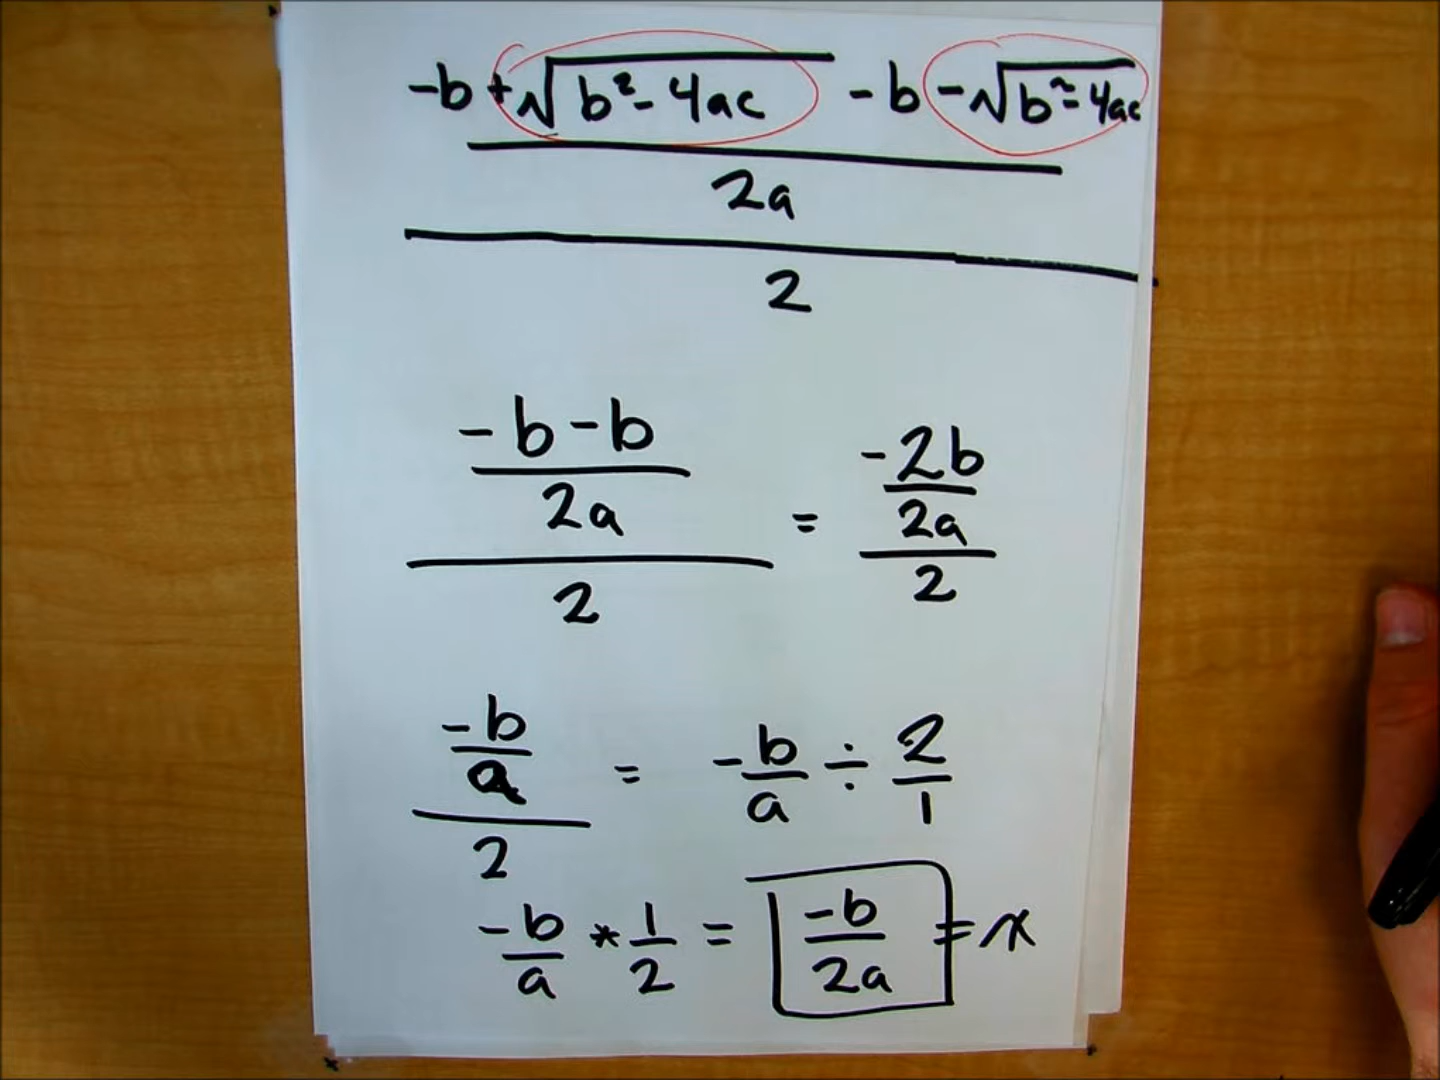 -b + √(b² - 4ac) - b - √(b² - 4ac)
2a
2
-b - b
2a
2
=
-2b
2a
2
-b
a
2
=
-b
a
÷
2
1
-b
a
*
1
2
=
-b
2a
= x